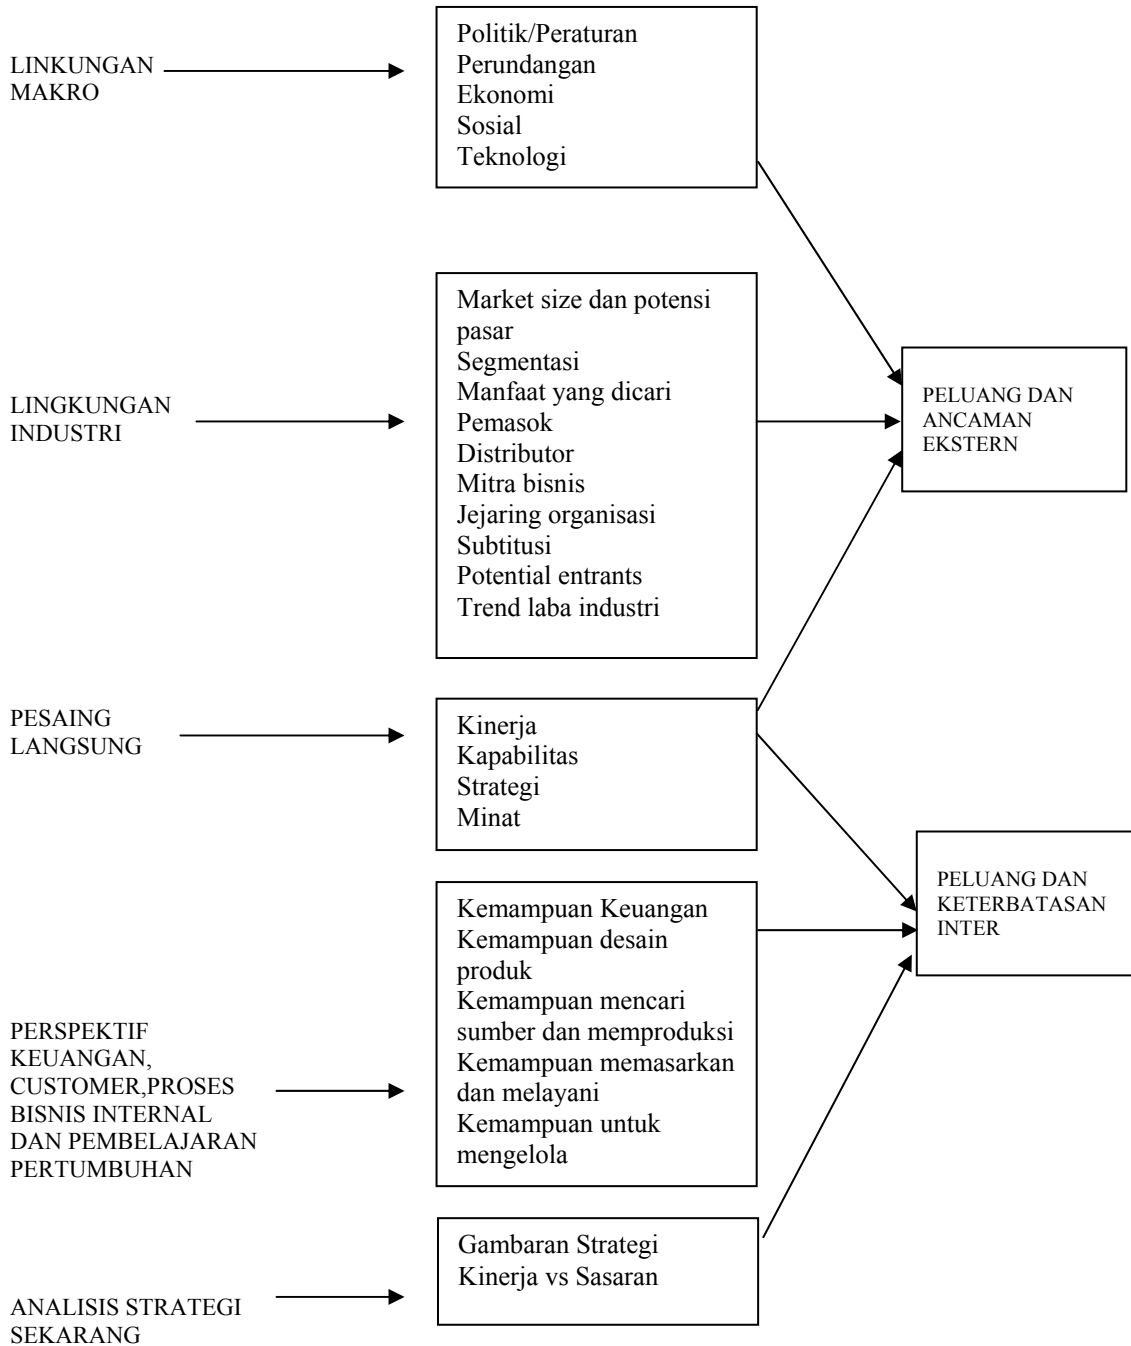 LINKUNGAN
MAKRO
Politik/Peraturan
Perundangan
Ekonomi
Sosial
Teknologi
LINGKUNGAN
INDUSTRI
Market size dan potensi
pasar
Segmentasi
Manfaat yang dicari
Pemasok
Distributor
Mitra bisnis
Jejaring organisasi
Subtitusi
Potential entrants
Trend laba industri
PELUANG DAN
ANCAMAN
EKSTERN
PESAING
LANGSUNG
Kinerja
Kapabilitas
Strategi
Minat
PELUANG DAN
KETERBATASAN
INTER
PERSPEKTIF
KEUANGAN,
CUSTOMER,PROSES
BISNIS INTERNAL
DAN PEMBELAJARAN
PERTUMBUHAN
Kemampuan Keuangan
Kemampuan desain
produk
Kemampuan mencari
sumber dan memproduksi
Kemampuan memasarkan
dan melayani
Kemampuan untuk
mengelola
ANALISIS STRATEGI
SEKARANG
Gambaran Strategi
Kinerja vs Sasaran